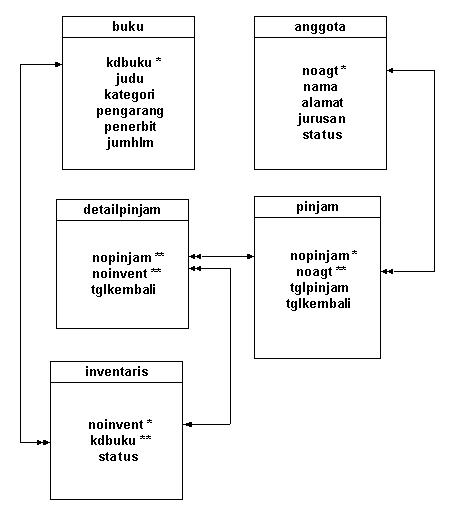 buku
kdbuku *
judu
kategori
pengarang
penerbit
jumhlm
anggota
noagt *
nama
alamat
jurusan
status
detailpinjam
nopinjam **
noinvent **
tglkembali
pinjam
nopinjam *
noagt **
tglpinjam
tglkembali
inventaris
noinvent *
kdbuku **
status